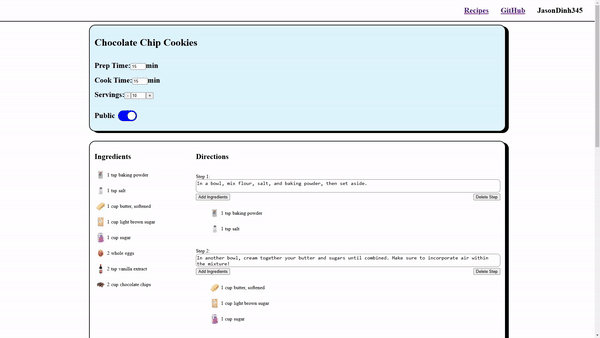 Recipes GitHub JasonDinh345
Chocolate Chip Cookies
Prep Time: 15 min
Cook Time: 15 min
Servings: - 10 +
Public
Ingredients
1 tsp baking powder
1 tsp salt
1 cup butter, softened
1 cup light brown sugar
1 cup sugar
2 whole eggs
2 tsp vanilla extract
2 cup chocolate chips
Directions
Step 1:
In a bowl, mix flour, salt, and baking powder, then set aside.
Add Ingredients Delete Step
1 tsp baking powder
1 tsp salt
Step 2:
In another bowl, cream together your butter and sugars until combined. Make sure to incorporate air within
the mixture!
Add Ingredients Delete Step
1 cup butter, softened
1 cup light brown sugar
1 cup sugar